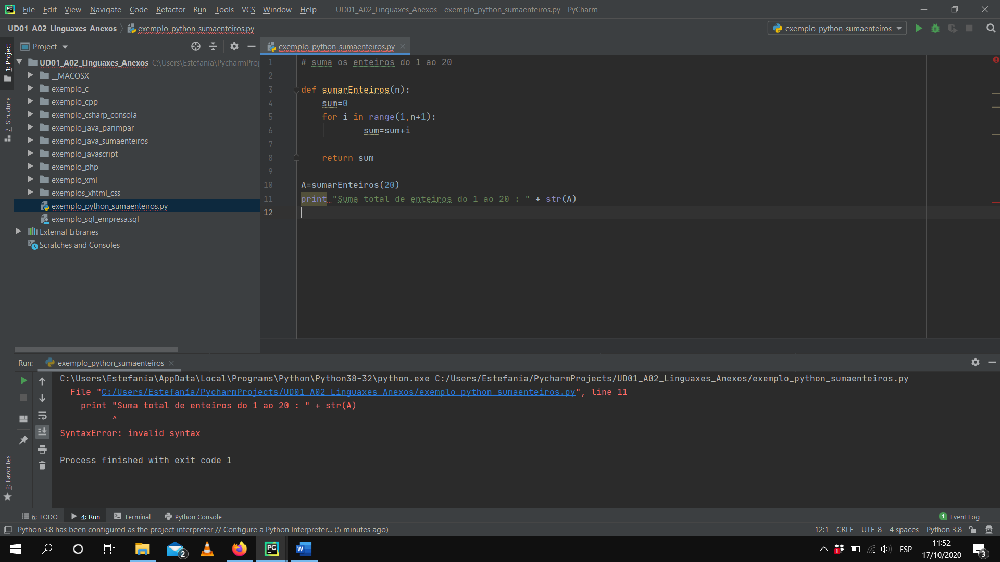 File Edit View Navigate Code Refactor Run Tools VCS Window Help UD01_A02_Linguaxes_Anexos - exemplo_python_sumaenteiros.py - PyCharm
UD01_A02_Linguaxes_Anexos exemplo_python_sumaenteiros.py exemplo_python_sumaenteiros
1: Project
7: Structure
2: Favorites
Project
UD01_A02_Linguaxes_Anexos C:\Users\Estefanía\PycharmProj
__MACOSX
exemplo_c
exemplo_cpp
exemplo_csharp_consola
exemplo_java_parimpar
exemplo_java_sumaenteiros
exemplo_javascript
exemplo_php
exemplo_xml
exemplos_xhtml_css
exemplo_python_sumaenteiros.py
exemplo_sql_empresa.sql
External Libraries
Scratches and Consoles
exemplo_python_sumaenteiros.py
1 # suma os enteiros do 1 ao 20
2
3 def sumarEnteiros(n):
4 sum=0
5 for i in range(1,n+1):
6 sum=sum+i
7
8 return sum
9
10 A=sumarEnteiros(20)
11 print "Suma total de enteiros do 1 ao 20 : " + str(A)
12
Run: exemplo_python_sumaenteiros
C:\Users\Estefanía\AppData\Local\Programs\Python\Python38-32\python.exe C:/Users/Estefanía/PycharmProjects/UD01_A02_Linguaxes_Anexos/exemplo_python_sumaenteiros.py
File "C:/Users/Estefanía/PycharmProjects/UD01_A02_Linguaxes_Anexos/exemplo_python_sumaenteiros.py", line 11
print "Suma total de enteiros do 1 ao 20 : " + str(A)
^
SyntaxError: invalid syntax
Process finished with exit code 1
6: TODO 4: Run Terminal Python Console 1 Event Log
Python 3.8 has been configured as the project interpreter // Configure a Python Interpreter... (5 minutes ago) 12:1 CRLF UTF-8 4 spaces Python 3.8
2 PC W 1 ESP 11:52
17/10/2020 3